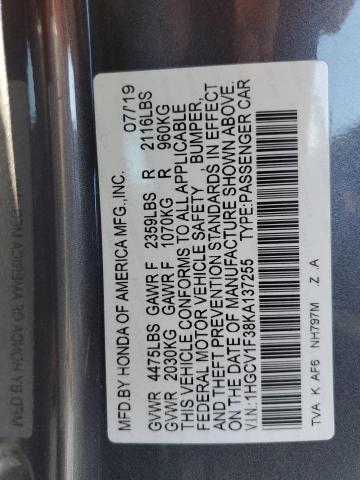 MFD.BY HONDA OF AMERICA MFG.,INC. 07/19
GVWR 4475LBS GAWR F 2359LBS R 2116LBS
GVWR 2030KG GAWR F 1070KG R 960KG
THIS VEHICLE CONFORMS TO ALL APPLICABLE
FEDERAL MOTOR VEHICLE SAFETY , BUMPER,
AND THEFT PREVENTION STANDARDS IN EFFECT
ON THE DATE OF MANUFACTURE SHOWN ABOVE.
V.I.N.:1HGCV1F38KA137255 TYPE:PASSENGER CAR
TVA K AF6 NH797M .Z .A